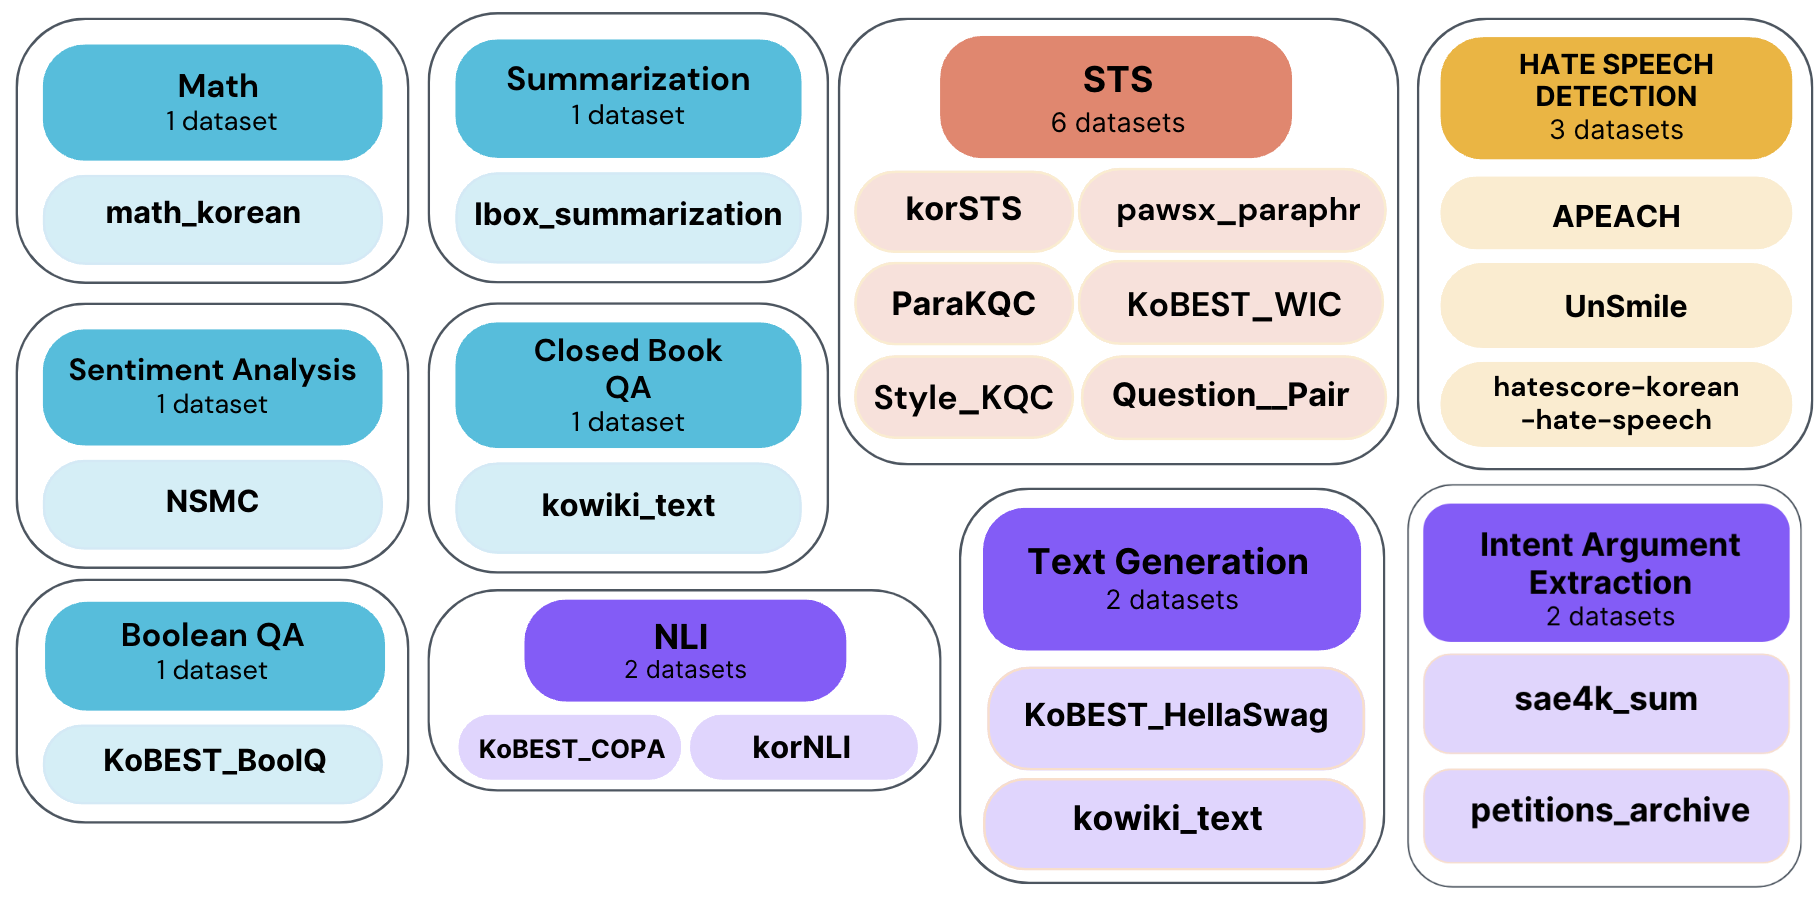 Math
1 dataset
math_korean
Summarization
1 dataset
lbox_summarization
STS
6 datasets
korSTS
pawsx_paraphr
ParaKQC
KoBEST_WIC
Style_KQC
Question__Pair
HATE SPEECH
DETECTION
3 datasets
APEACH
UnSmile
hatescore-korean
-hate-speech
Sentiment Analysis
1 dataset
NSMC
Closed Book
QA
1 dataset
kowiki_text
Boolean QA
1 dataset
KoBEST_BoolQ
NLI
2 datasets
KoBEST_COPA
korNLI
Text Generation
2 datasets
KoBEST_HellaSwag
kowiki_text
Intent Argument
Extraction
2 datasets
sae4k_sum
petitions_archive